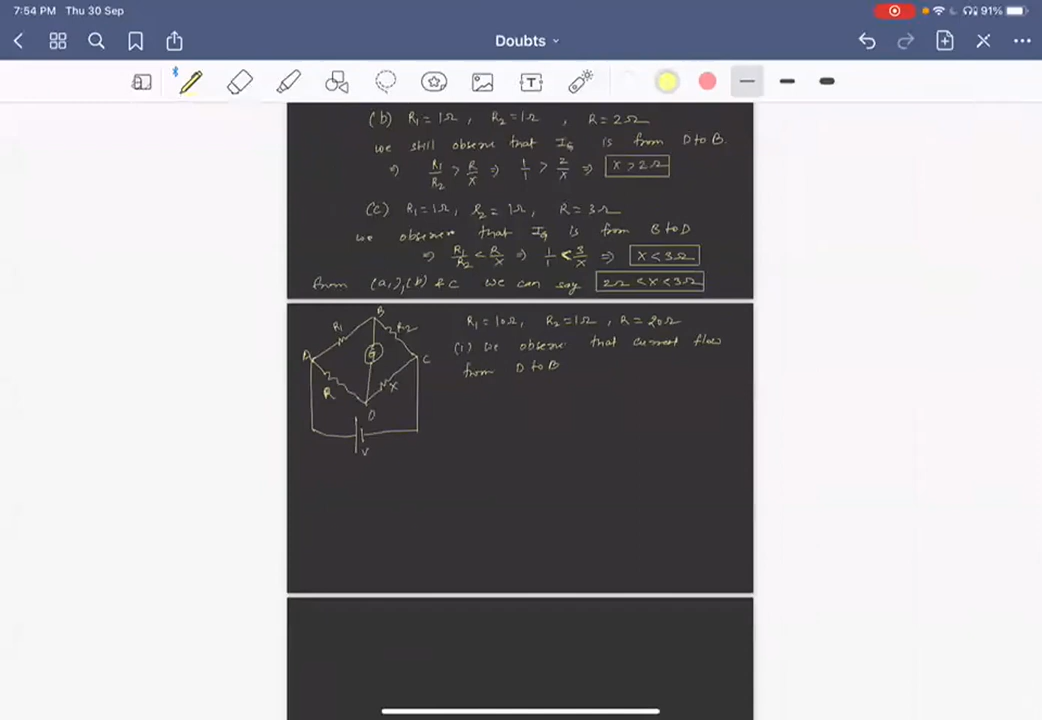 7:54 PM Thu 30 Sep
91%
Doubts
(b) R1 = 1Ω, R2 = 1Ω, R = 2Ω
we still observe that IG is from D to B.
⇒ R1/R2 > R/X ⇒ 1/1 > 2/X ⇒ X > 2Ω
(c) R1 = 1Ω, R2 = 1Ω, R = 3Ω
we observe that IG is from B to D
⇒ R1/R2 < R/X ⇒ 1/1 < 3/X ⇒ X < 3Ω
from (a), (b) & C we can say 2Ω < X < 3Ω
B
R1
R2
G
A
C
R
X
D
V
R1 = 10Ω, R2 = 1Ω, R = 20Ω
(i) We observe that current flow
from D to B